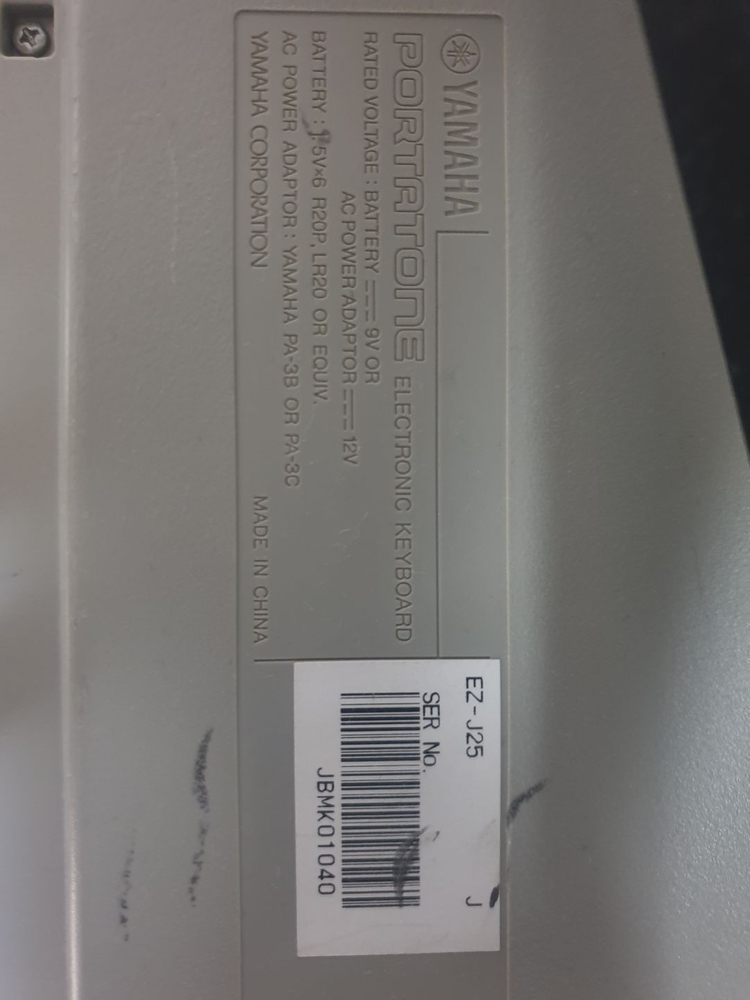 YAMAHA
PORTATONE ELECTRONIC KEYBOARD
RATED VOLTAGE : BATTERY ⎓ 9V OR
AC POWER ADAPTOR ⎓ 12V
BATTERY : 1.5V×6 R20P, LR20 OR EQUIV.
AC POWER ADAPTOR : YAMAHA PA-3B OR PA-3C
YAMAHA CORPORATION MADE IN CHINA
EZ-J25 J
SER No.
JBMK01040